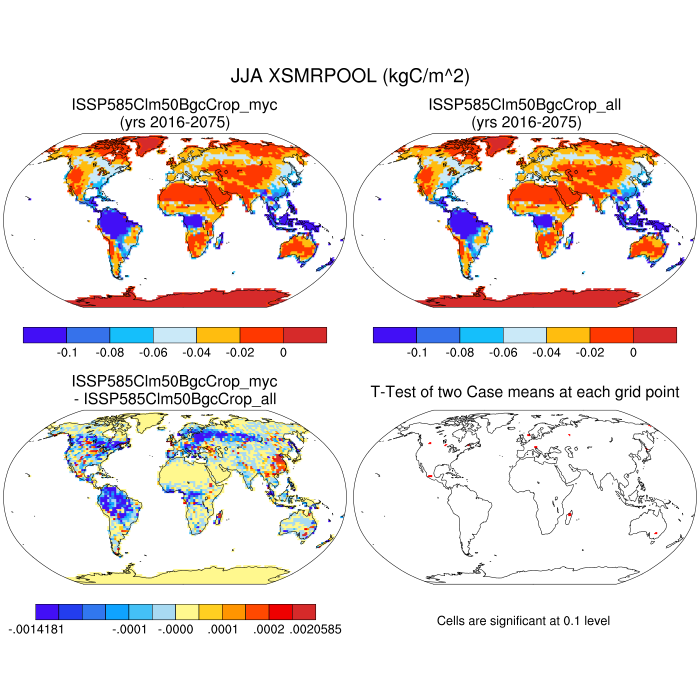 JJA XSMRPOOL (kgC/m^2)
ISSP585Clm50BgcCrop_myc
(yrs 2016-2075)
ISSP585Clm50BgcCrop_all
(yrs 2016-2075)
-0.1 -0.08 -0.06 -0.04 -0.02 0
-0.1 -0.08 -0.06 -0.04 -0.02 0
ISSP585Clm50BgcCrop_myc
- ISSP585Clm50BgcCrop_all
T-Test of two Case means at each grid point
-.0014181 -.0001 -.0000 .0001 .0002 .0020585
Cells are significant at 0.1 level